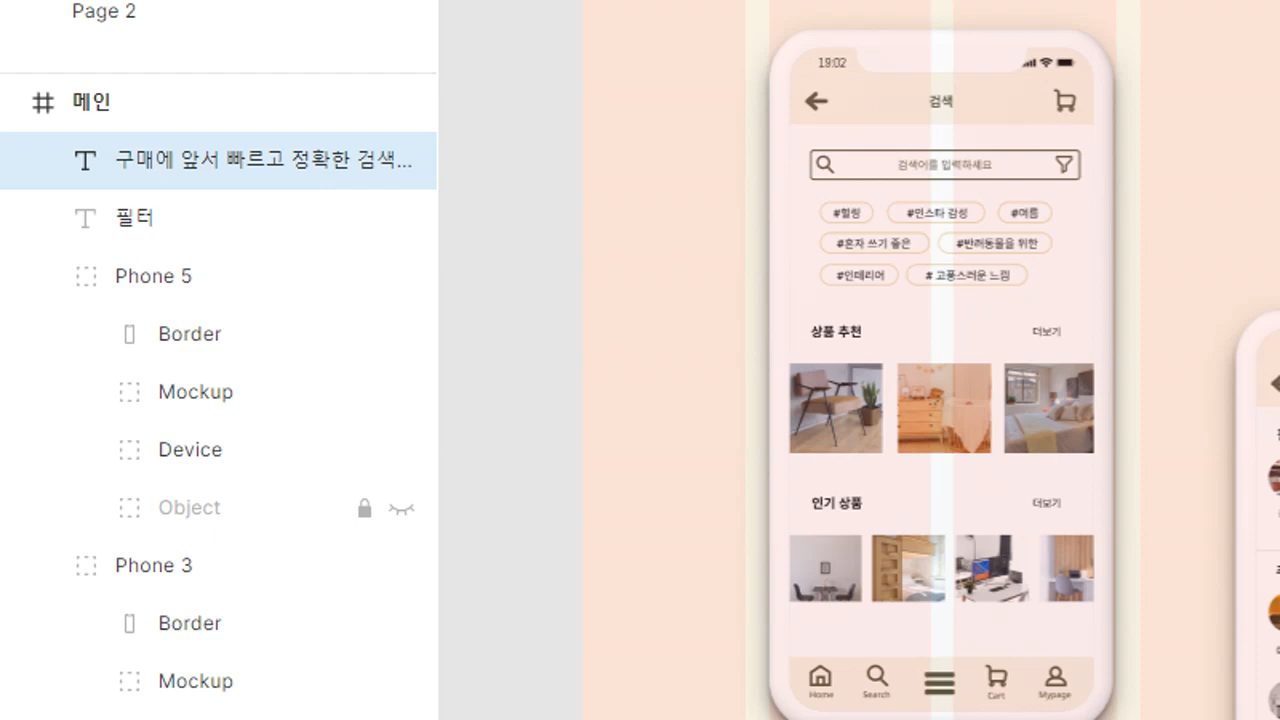 Page 2
메인
구매에 앞서 빠르고 정확한 검색...
필터
Phone 5
Border
Mockup
Device
Object
Phone 3
Border
Mockup
19:02
검색
검색어를 입력하세요
#힐링 #인스타 감성 #여름
#혼자 쓰기 좋은 #반려동물을 위한
#인테리어 # 고풍스러운 느낌
상품 추천 더보기
인기 상품 더보기
Home Search Cart Mypage